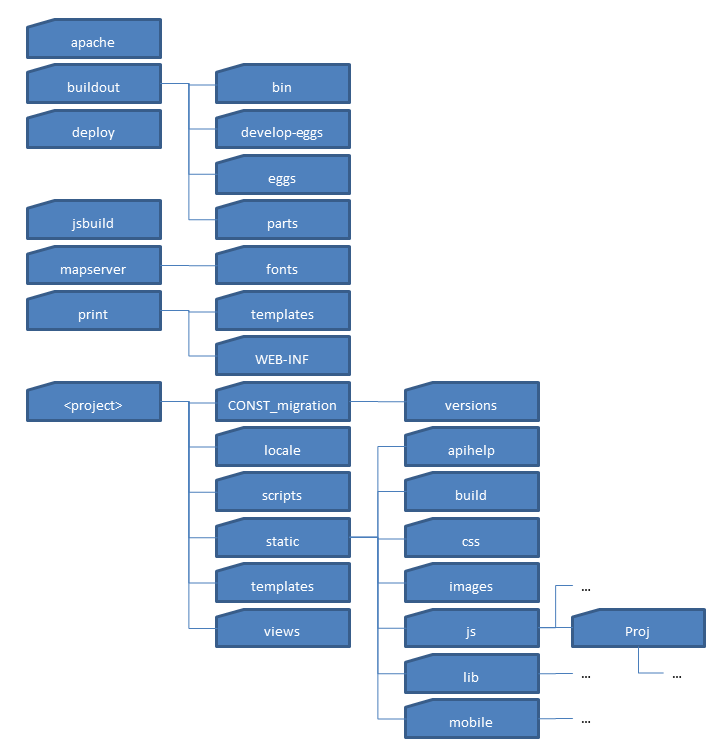 apache
buildout
bin
deploy
develop-eggs
eggs
jsbuild
parts
mapserver
fonts
print
templates
WEB-INF
<project>
CONST_migration
versions
locale
apihelp
scripts
build
static
css
templates
images
...
views
js
Proj
lib
...
...
mobile
...